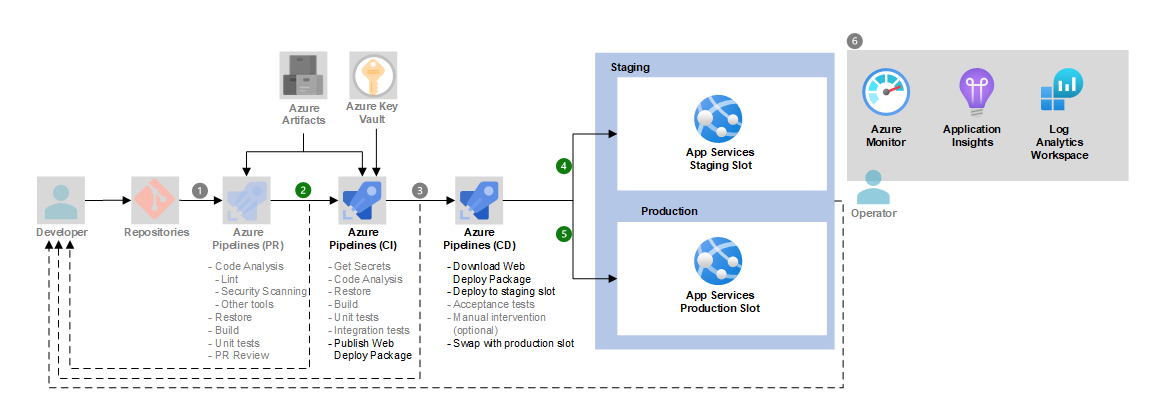 6
Staging
Azure
Monitor
Application
Insights
Log
Analytics
Workspace
Azure
Artifacts
Azure Key
Vault
App Services
Staging Slot
4
1
2
3
Developer
Repositories
Azure
Pipelines (PR)
Azure
Pipelines (CI)
Azure
Pipelines (CD)
Production
Operator
5
- Code Analysis
- Lint
- Security Scanning
- Other tools
- Restore
- Build
- Unit tests
- PR Review
- Get Secrets
- Code Analysis
- Restore
- Build
- Unit tests
- Integration tests
- Publish Web
Deploy Package
- Download Web
Deploy Package
- Deploy to staging slot
- Acceptance tests
- Manual intervention
(optional)
- Swap with production slot
App Services
Production Slot